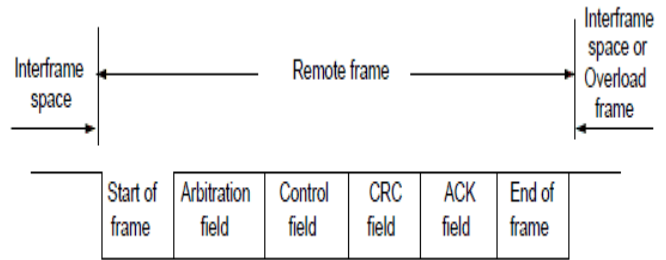 Interframe
space
Remote frame
Interframe
space or
Overload
frame
Start of
frame
Arbitration
field
Control
field
CRC
field
ACK
field
End of
frame